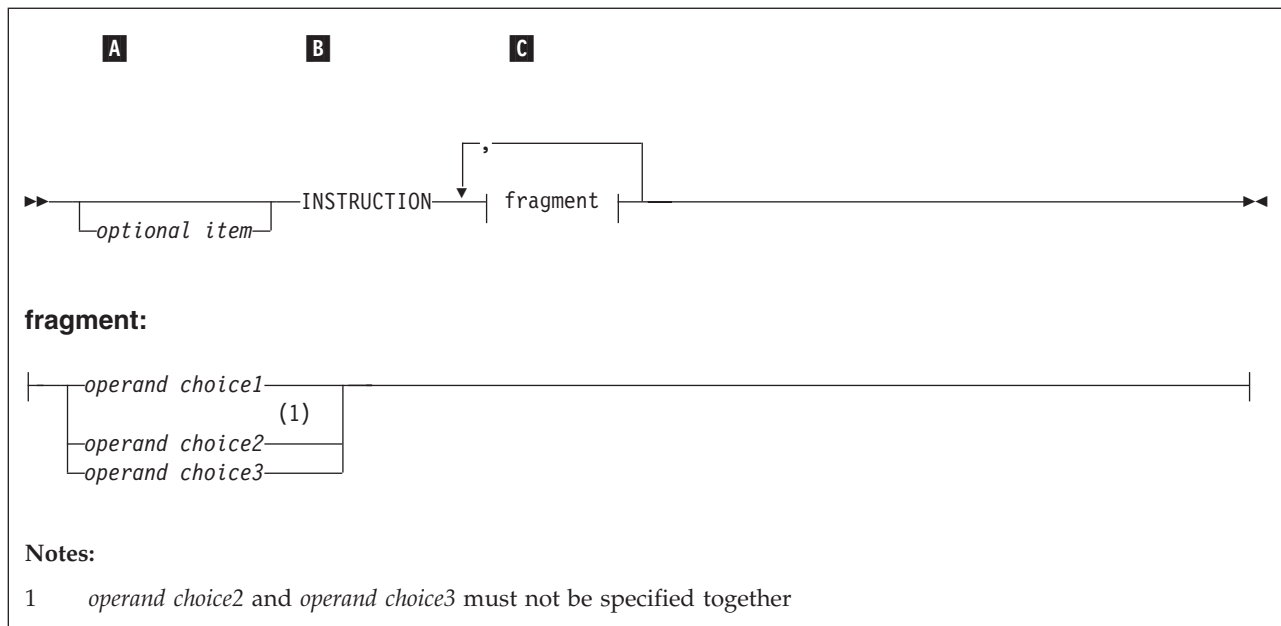 A B C
,
INSTRUCTION fragment
optional item
fragment:
operand choice1
(1)
operand choice2
operand choice3
Notes:
1 operand choice2 and operand choice3 must not be specified together